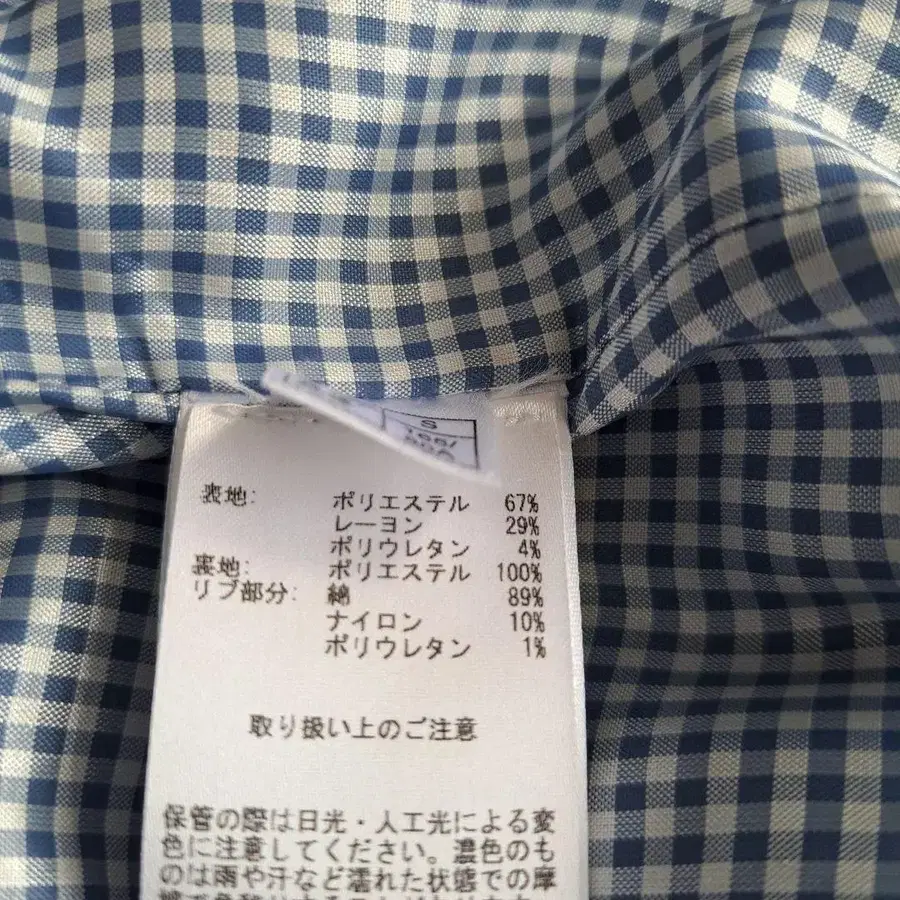 S
165/
80A
表地: ポリエステル 67%
レーヨン 29%
ポリウレタン 4%
裏地: ポリエステル 100%
リブ部分: 綿 89%
ナイロン 10%
ポリウレタン 1%
取り扱い上のご注意
保管の際は日光・人工光による変
色に注意してください。濃色のも
のは雨や汗など濡れた状態での摩